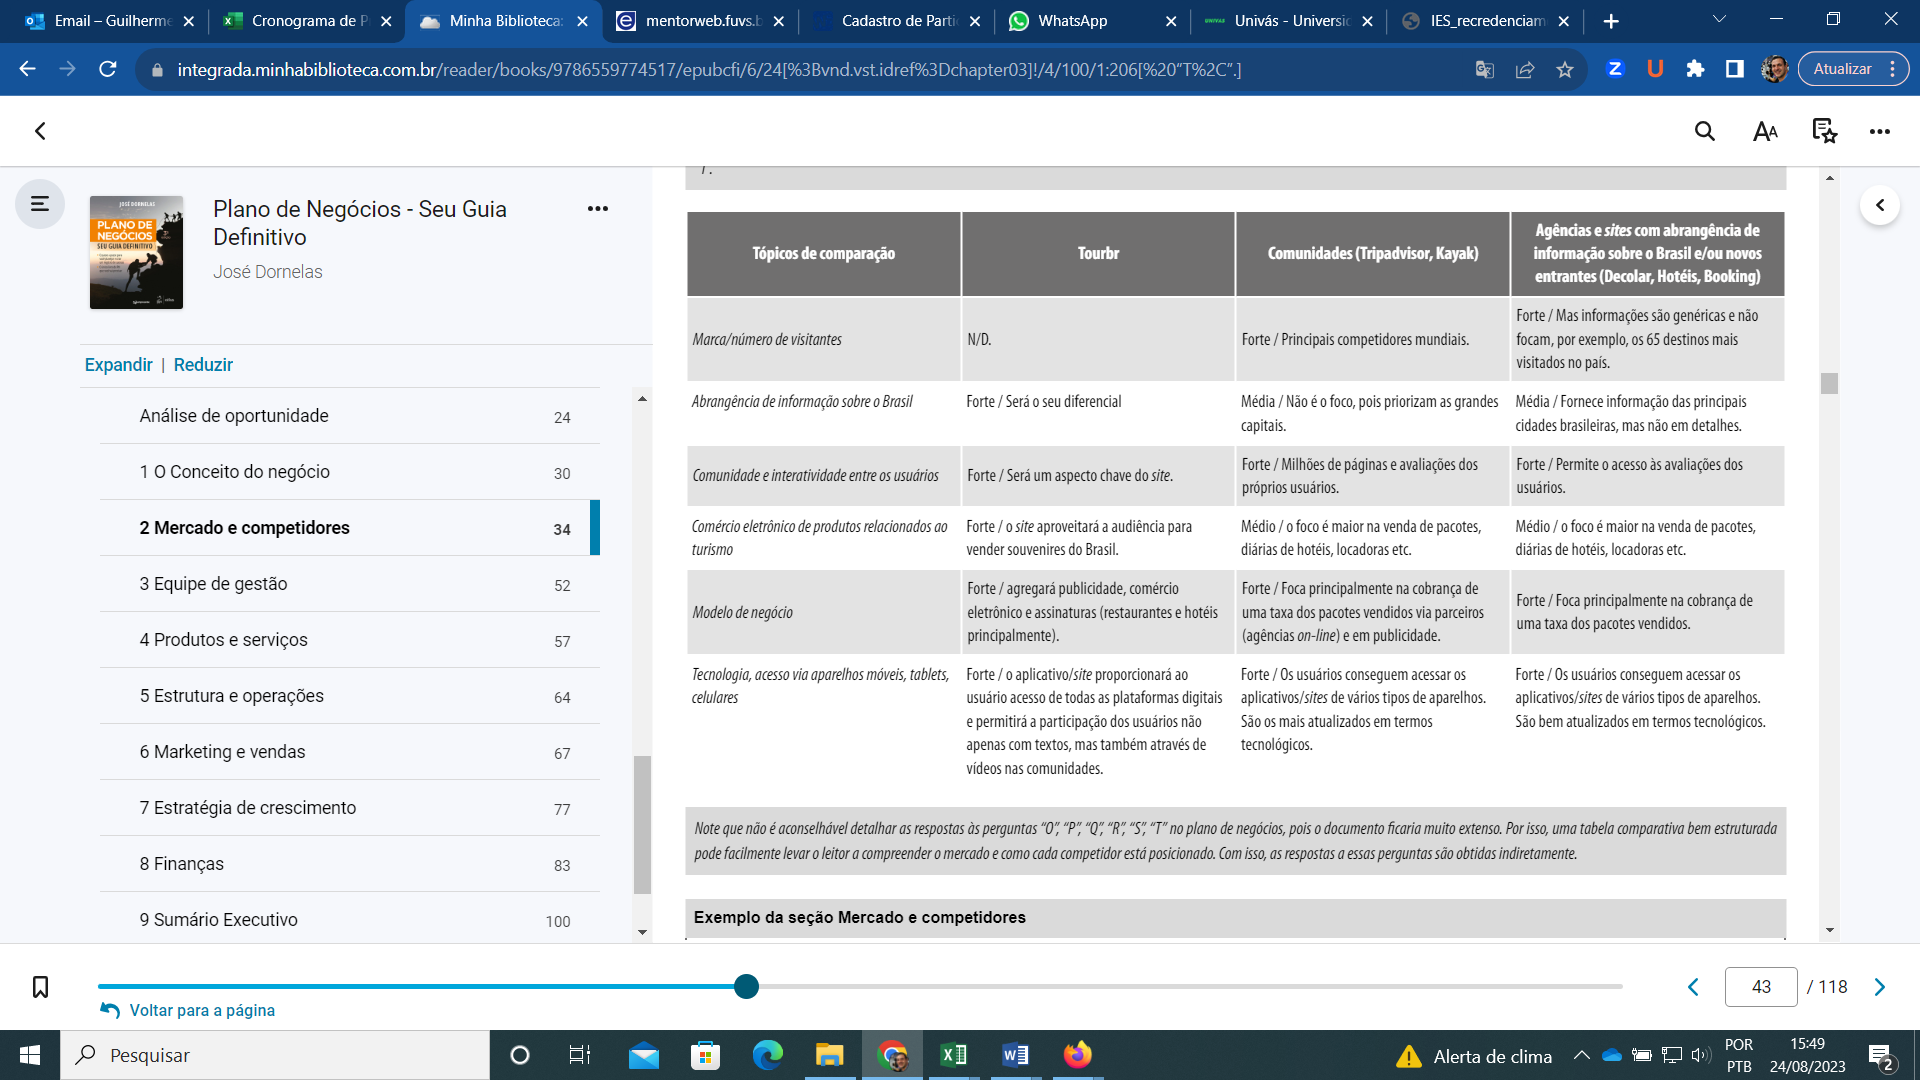 Email – Guilherme
Cronograma de P
Minha Biblioteca:
mentorweb.fuvs.b
Cadastro de Partic
WhatsApp
Univás - Universid
IES_recredenciam
integrada.minhabiblioteca.com.br/reader/books/9786559774517/epubcfi/6/24[%3Bvnd.vst.idref%3Dchapter03]!/4/100/1:206[%20"T%2C".]
Atualizar
JOSÉ DORNELAS
PLANO DE
NEGÓCIOS
SEU GUIA DEFINITIVO
Plano de Negócios - Seu Guia
Definitivo
José Dornelas
Expandir | Reduzir
Análise de oportunidade 24
1 O Conceito do negócio 30
2 Mercado e competidores 34
3 Equipe de gestão 52
4 Produtos e serviços 57
5 Estrutura e operações 64
6 Marketing e vendas 67
7 Estratégia de crescimento 77
8 Finanças 83
9 Sumário Executivo 100
Tópicos de comparação
Tourbr
Comunidades (Tripadvisor, Kayak)
Agências e sites com abrangência de
informação sobre o Brasil e/ou novos
entrantes (Decolar, Hotéis, Booking)
Marca/número de visitantes
N/D.
Forte / Principais competidores mundiais.
Forte / Mas informações são genéricas e não
focam, por exemplo, os 65 destinos mais
visitados no país.
Abrangência de informação sobre o Brasil
Forte / Será o seu diferencial
Média / Não é o foco, pois priorizam as grandes
capitais.
Média / Fornece informação das principais
cidades brasileiras, mas não em detalhes.
Comunidade e interatividade entre os usuários
Forte / Será um aspecto chave do site.
Forte / Milhões de páginas e avaliações dos
próprios usuários.
Forte / Permite o acesso às avaliações dos
usuários.
Comércio eletrônico de produtos relacionados ao
turismo
Forte / o site aproveitará a audiência para
vender souvenires do Brasil.
Médio / o foco é maior na venda de pacotes,
diárias de hotéis, locadoras etc.
Médio / o foco é maior na venda de pacotes,
diárias de hotéis, locadoras etc.
Modelo de negócio
Forte / agregará publicidade, comércio
eletrônico e assinaturas (restaurantes e hotéis
principalmente).
Forte / Foca principalmente na cobrança de
uma taxa dos pacotes vendidos via parceiros
(agências on-line) e em publicidade.
Forte / Foca principalmente na cobrança de
uma taxa dos pacotes vendidos.
Tecnologia, acesso via aparelhos móveis, tablets,
celulares
Forte / o aplicativo/site proporcionará ao
usuário acesso de todas as plataformas digitais
e permitirá a participação dos usuários não
apenas com textos, mas também através de
vídeos nas comunidades.
Forte / Os usuários conseguem acessar os
aplicativos/sites de vários tipos de aparelhos.
São os mais atualizados em termos
tecnológicos.
Forte / Os usuários conseguem acessar os
aplicativos/sites de vários tipos de aparelhos.
São bem atualizados em termos tecnológicos.
Note que não é aconselhável detalhar as respostas às perguntas “O”, “P”, “Q”, “R”, “S”, “T” no plano de negócios, pois o documento ficaria muito extenso. Por isso, uma tabela comparativa bem estruturada
pode facilmente levar o leitor a compreender o mercado e como cada competidor está posicionado. Com isso, as respostas a essas perguntas são obtidas indiretamente.
Exemplo da seção Mercado e competidores
Voltar para a página
43 / 118
Pesquisar
Alerta de clima
POR
PTB
15:49
24/08/2023
2